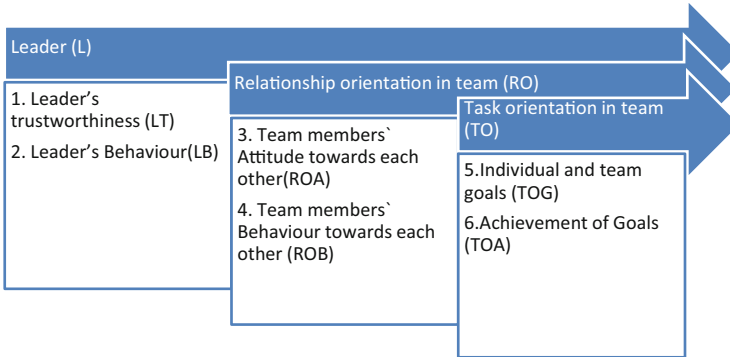 Leader (L)
1. Leader’s
trustworthiness (LT)
2. Leader’s Behaviour(LB)
Relationship orientation in team (RO)
3. Team members`
Attitude towards each
other(ROA)
4. Team members`
Behaviour towards each
other (ROB)
Task orientation in team
(TO)
5.Individual and team
goals (TOG)
6.Achievement of Goals
(TOA)